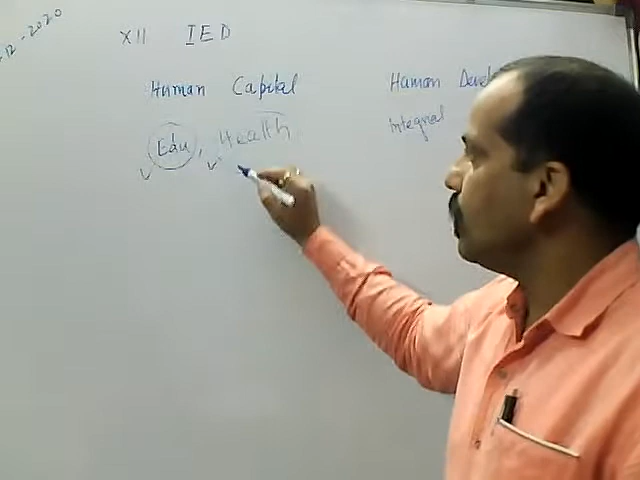 12-2020
XII IED
Human Capital
Edu, Health
Human
integral